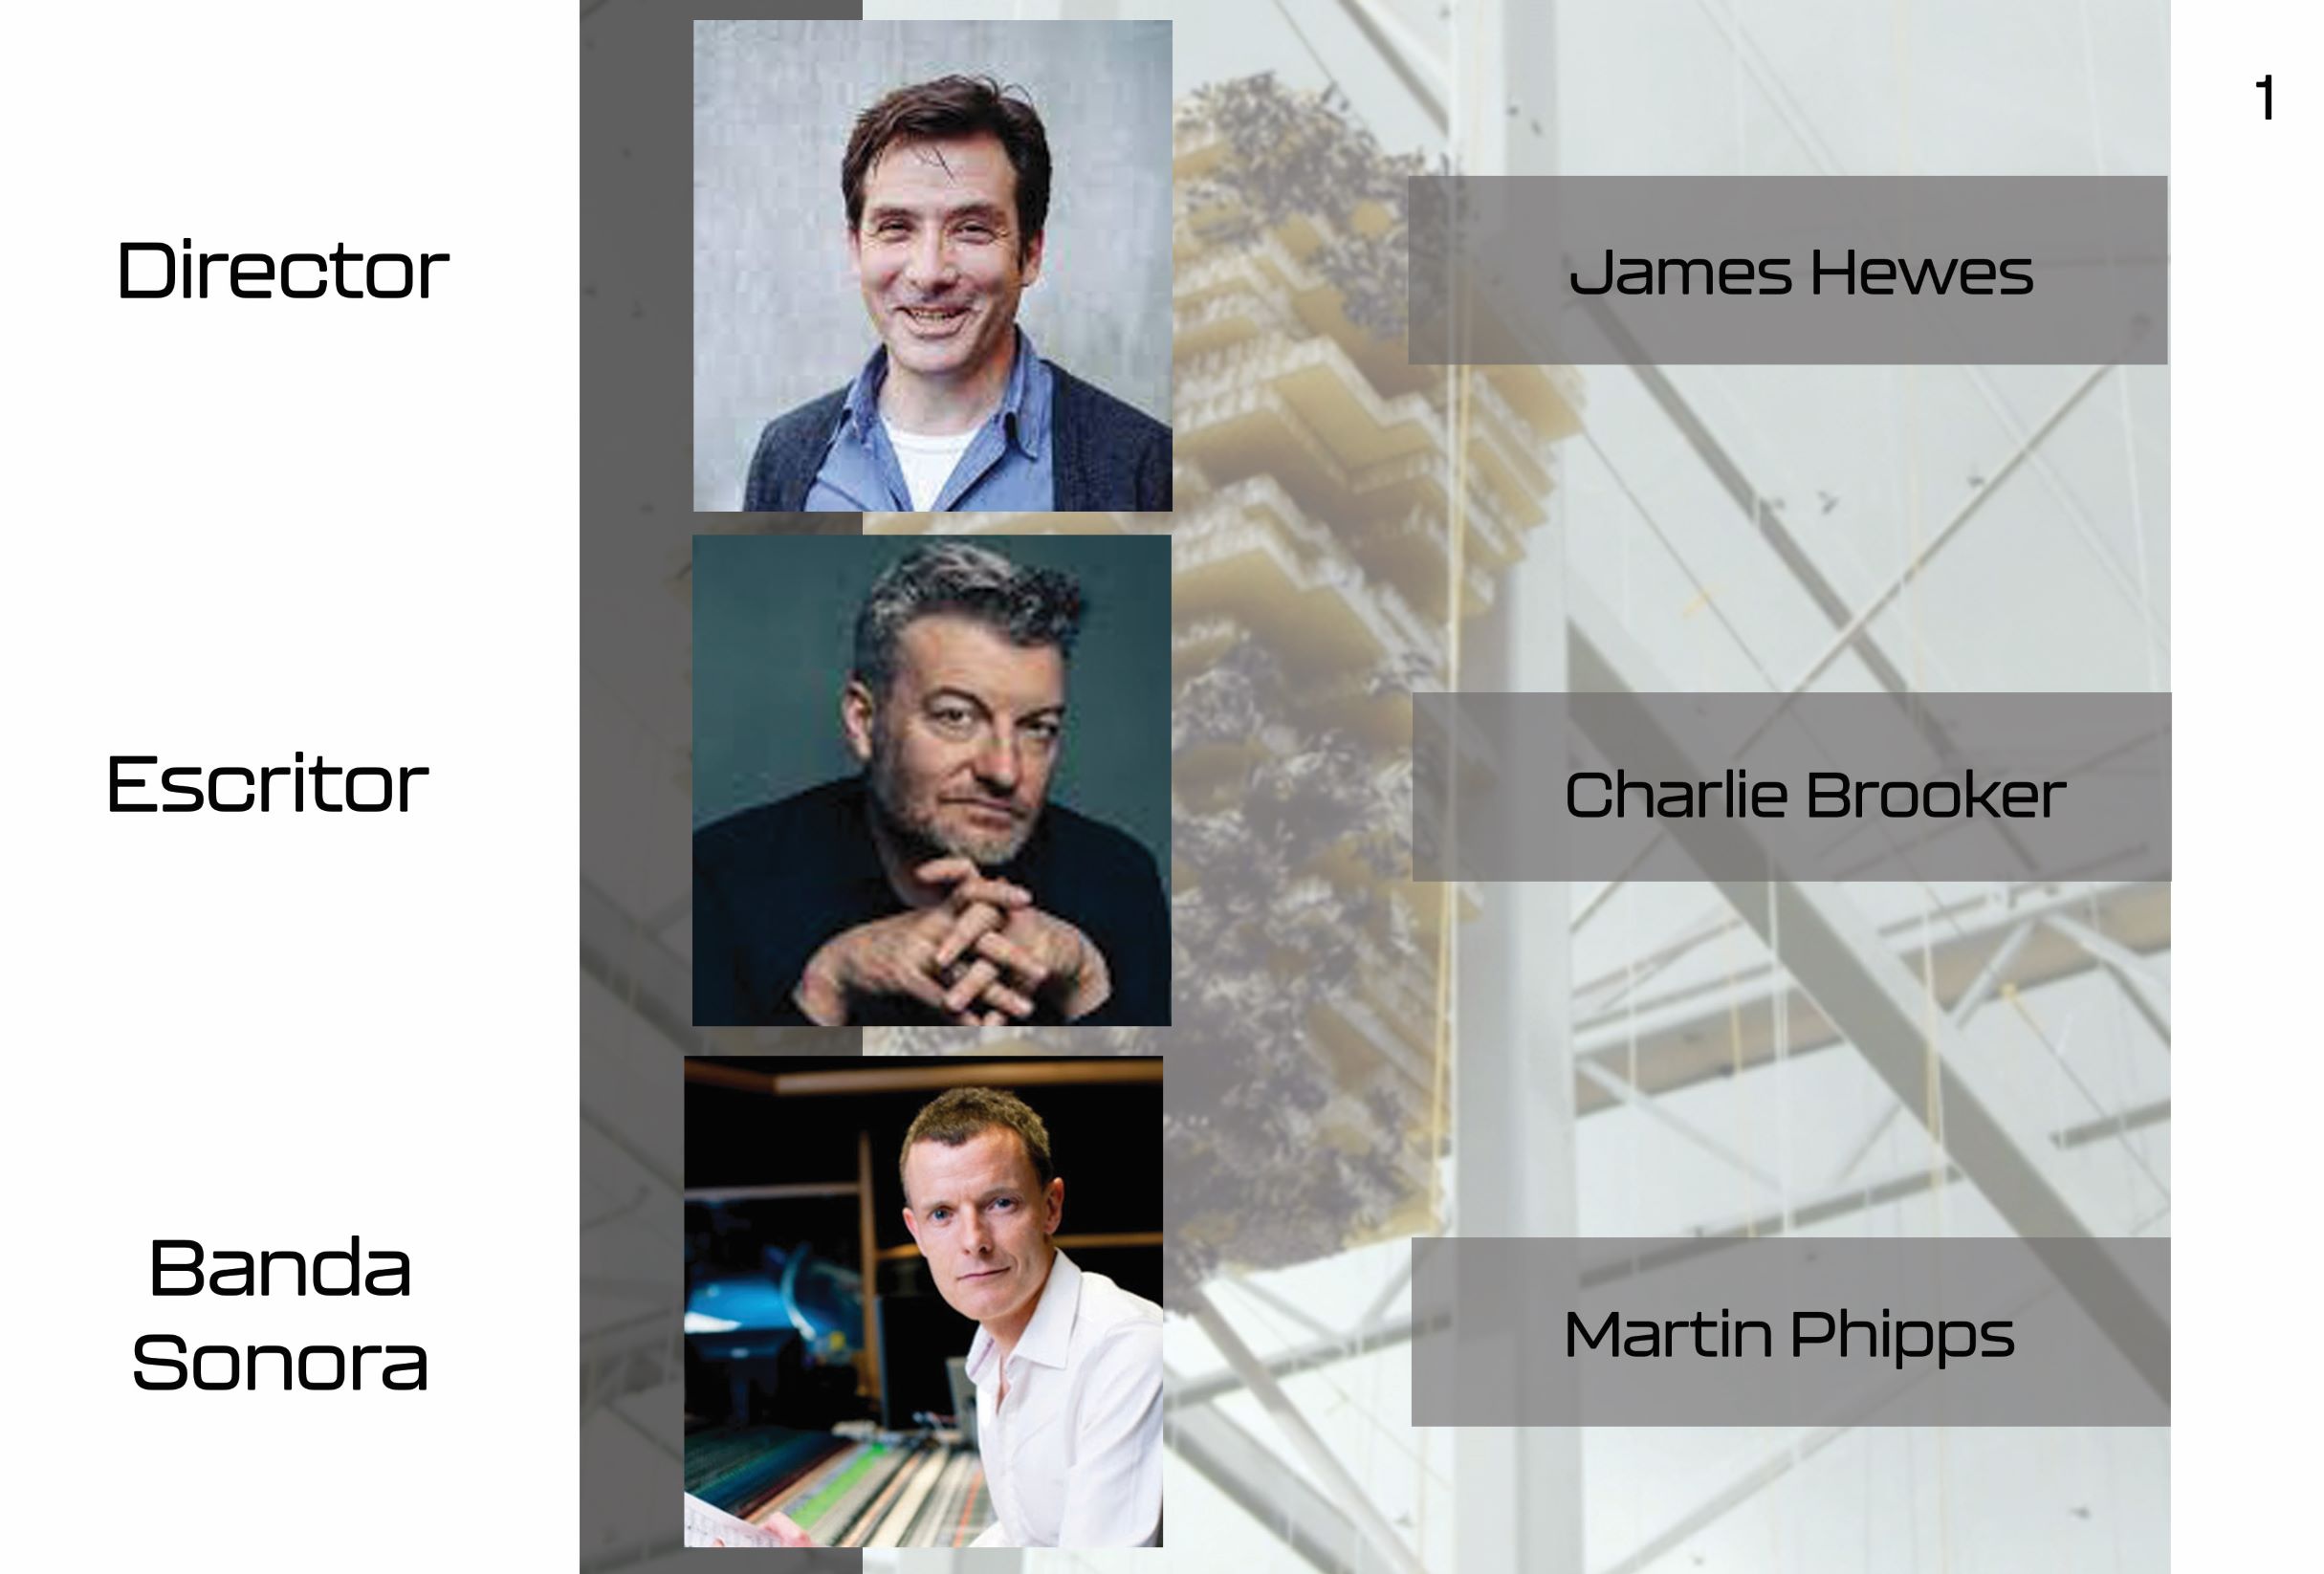 1
Director
James Hewes
Escritor
Charlie Brooker
Banda
Sonora
Martin Phipps